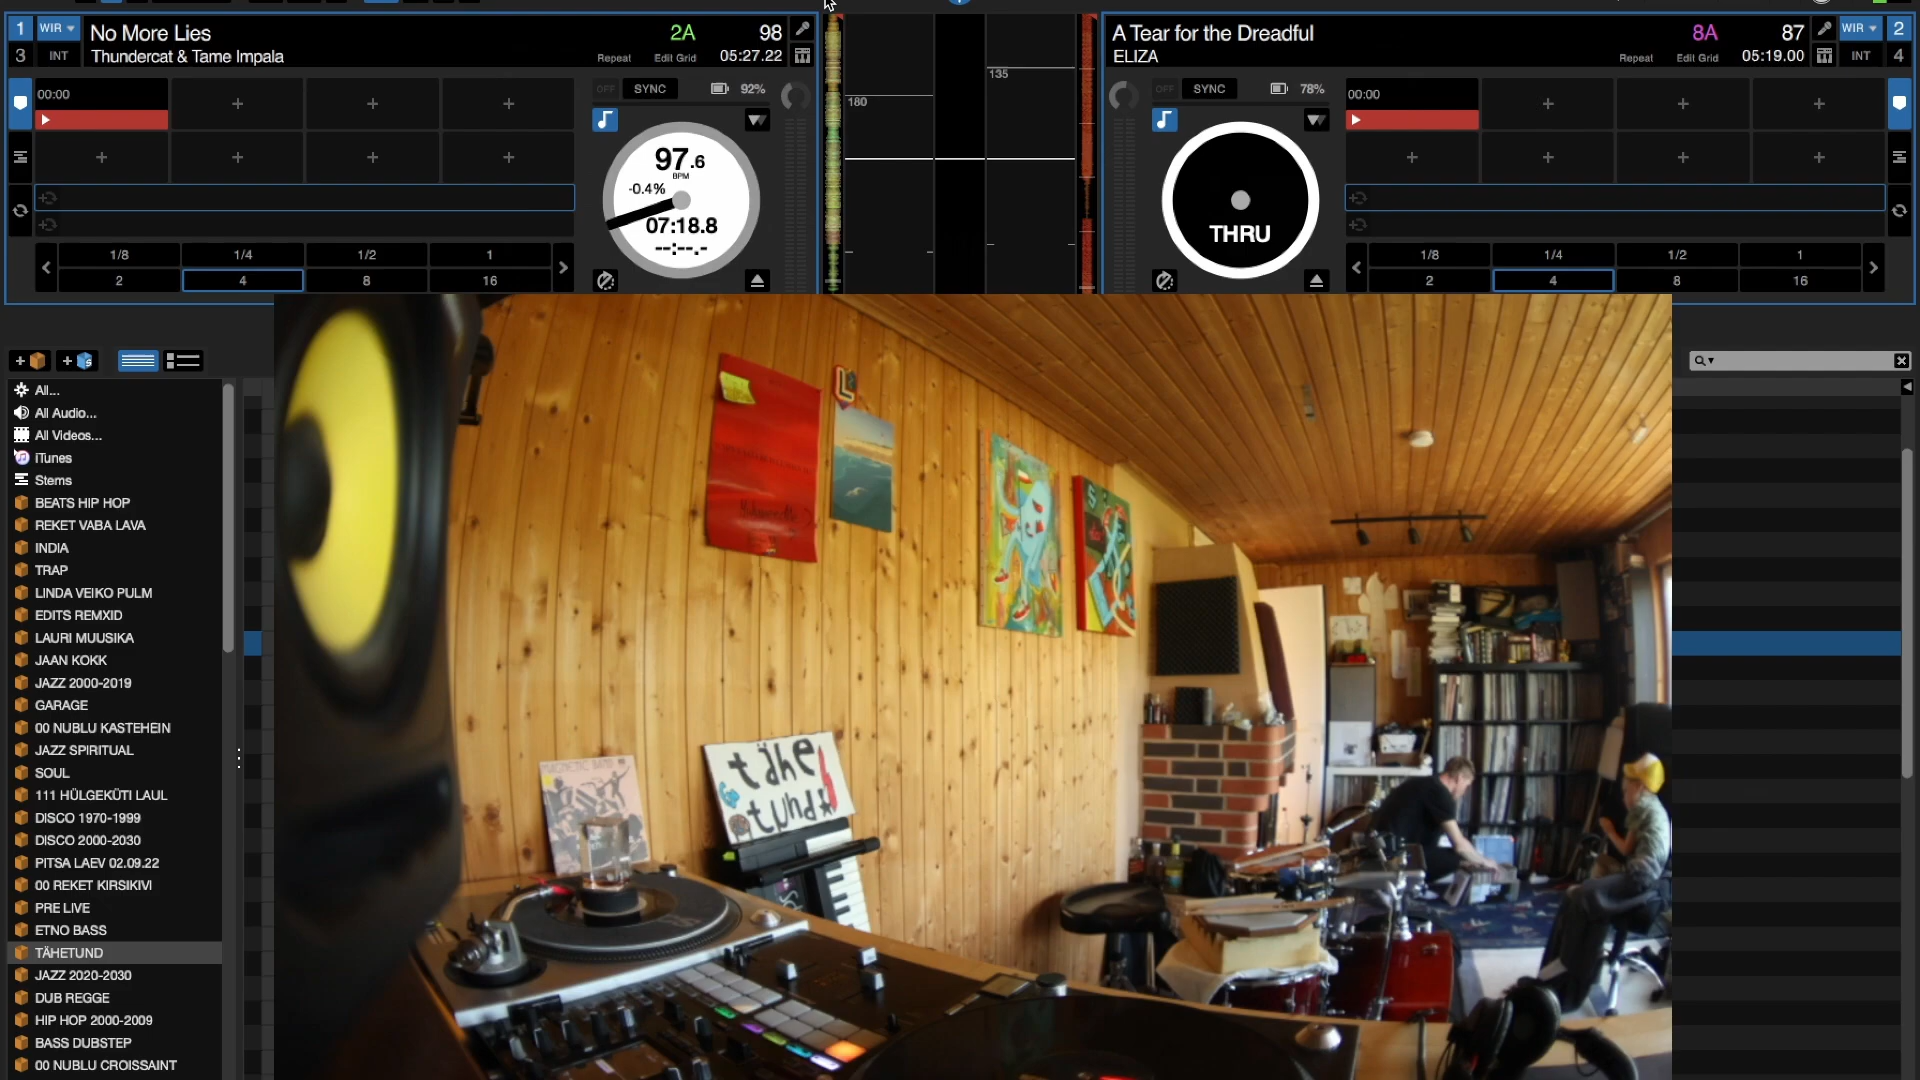 1 WIR No More Lies 2A 98
3 INT Thundercat & Tame Impala Repeat Edit Grid 05:27.22
A Tear for the Dreadful 8A 87 WIR 2
ELIZA Repeat Edit Grid 05:19.00 INT 4
00:00
OFF SYNC 92%
97.6
BPM
-0.4%
07:18.8
--:--.-
1/8 1/4 1/2 1
2 4 8 16
180
135
OFF SYNC 78%
THRU
00:00
1/8 1/4 1/2 1
2 4 8 16
All...
All Audio...
All Videos...
iTunes
Stems
BEATS HIP HOP
REKET VABA LAVA
INDIA
TRAP
LINDA VEIKO PULM
EDITS REMXID
LAURI MUUSIKA
JAAN KOKK
JAZZ 2000-2019
GARAGE
00 NUBLU KASTEHEIN
JAZZ SPIRITUAL
SOUL
111 HÜLGEKÜTI LAUL
DISCO 1970-1999
DISCO 2000-2030
PITSA LAEV 02.09.22
00 REKET KIRSIKIVI
PRE LIVE
ETNO BASS
TÄHETUND
JAZZ 2020-2030
DUB REGGE
HIP HOP 2000-2009
BASS DUBSTEP
00 NUBLU CROISSAINT
MAGNETIC BAND
tähe
tund